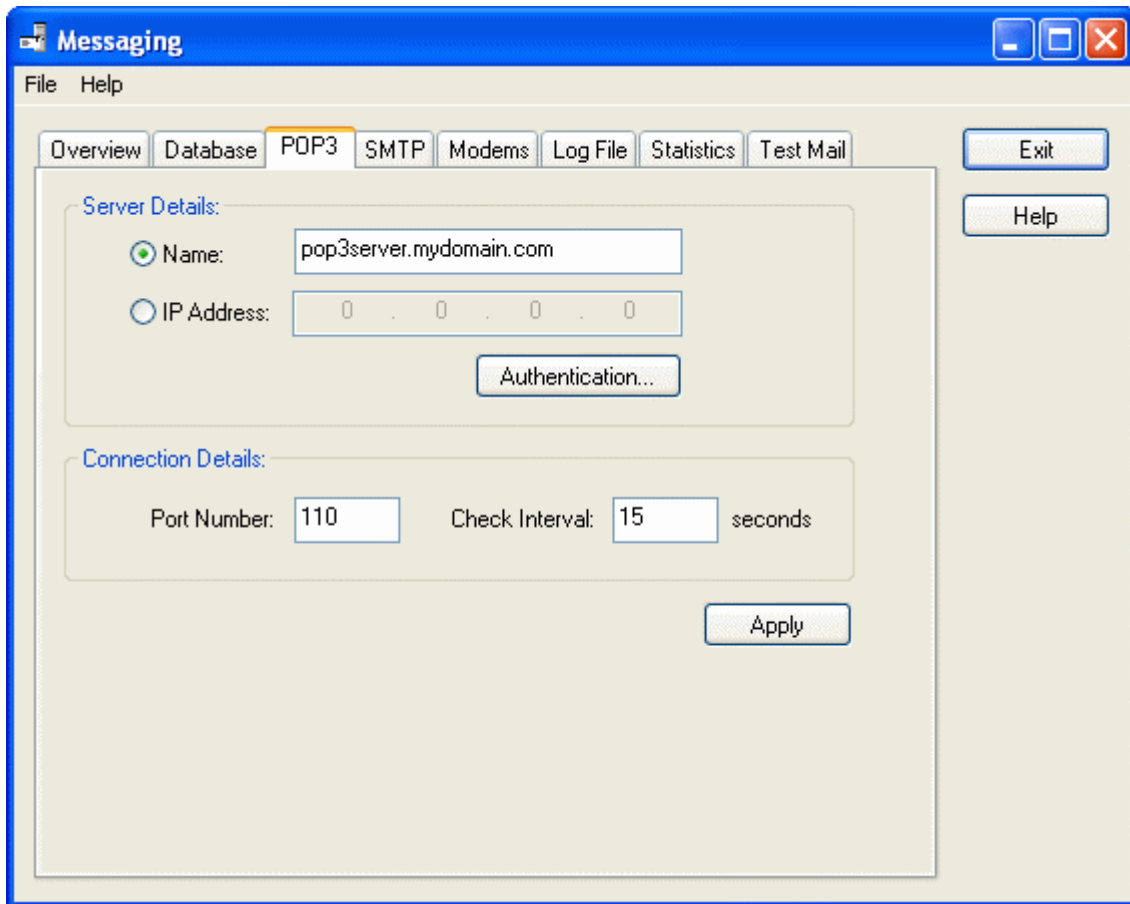 Messaging
File Help
Overview Database POP3 SMTP Modems Log File Statistics Test Mail
Exit
Help
Server Details:
Name: pop3server.mydomain.com
IP Address: 0 . 0 . 0 . 0
Authentication...
Connection Details:
Port Number: 110 Check Interval: 15 seconds
Apply